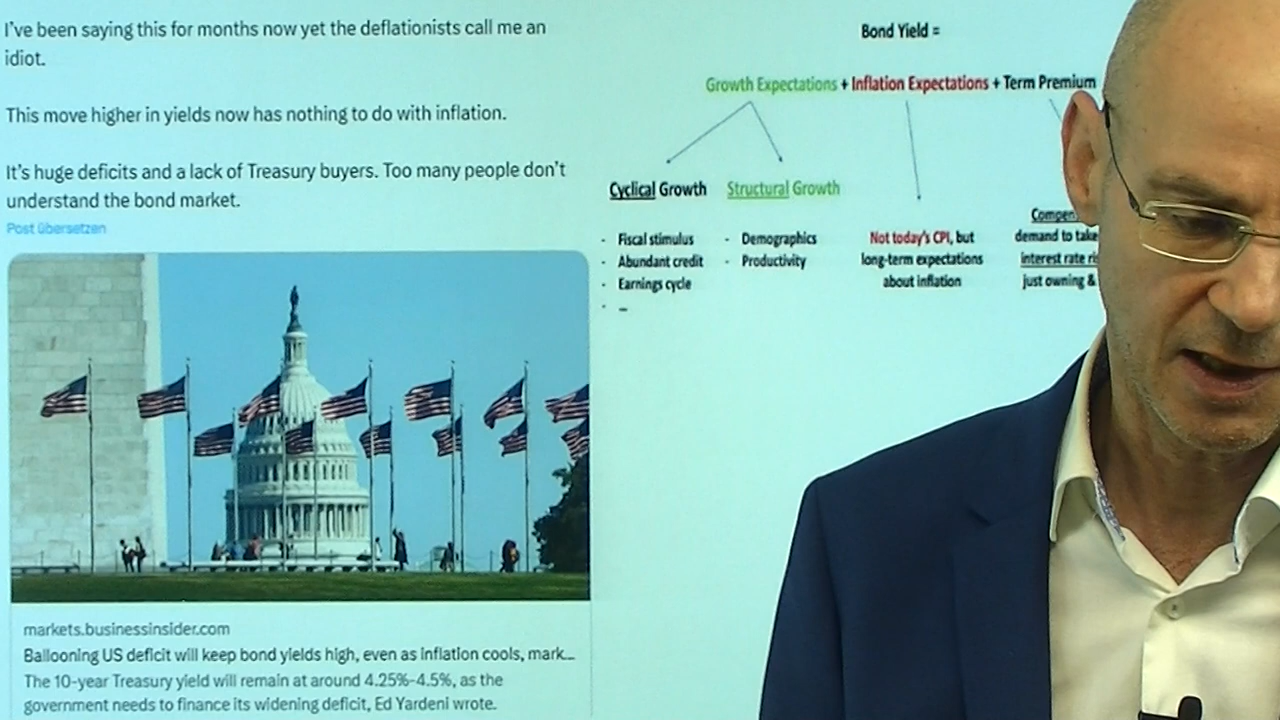 I've been saying this for months now yet the deflationists call me an
idiot.
This move higher in yields now has nothing to do with inflation.
It's huge deficits and a lack of Treasury buyers. Too many people don't
understand the bond market.
Post übersetzen
markets.businessinsider.com
Ballooning US deficit will keep bond yields high, even as inflation cools, mark...
The 10-year Treasury yield will remain at around 4.25%-4.5%, as the
government needs to finance its widening deficit, Ed Yardeni wrote.
Bond Yield =
Growth Expectations + Inflation Expectations + Term Premium
Cyclical Growth
- Fiscal stimulus
- Abundant credit
- Earnings cycle
- –
Structural Growth
- Demographics
- Productivity
Not today's CPI, but
long-term expectations
about inflation
demand to take
interest rate
just owning &